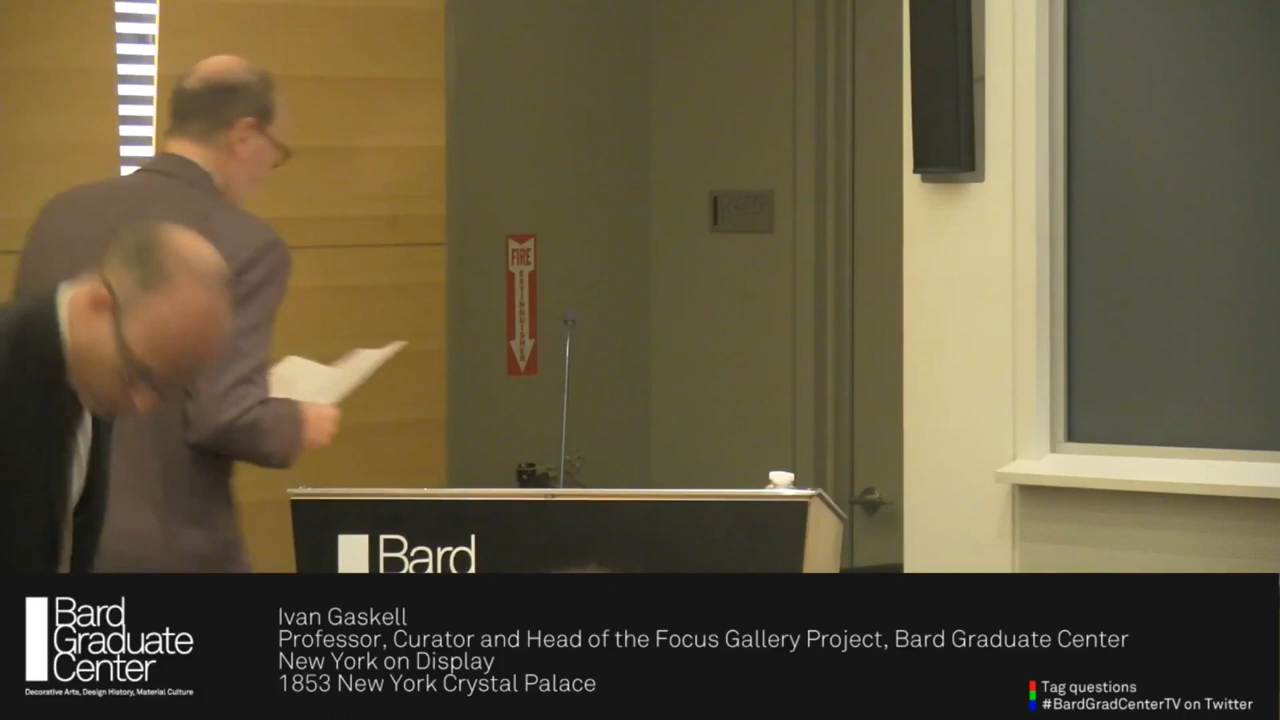 FIRE
EXTINGUISHER
Bard
Bard
Graduate
Center
Decorative Arts, Design History, Material Culture
Ivan Gaskell
Professor, Curator and Head of the Focus Gallery Project, Bard Graduate Center
New York on Display
1853 New York Crystal Palace
Tag questions
#BardGradCenterTV on Twitter